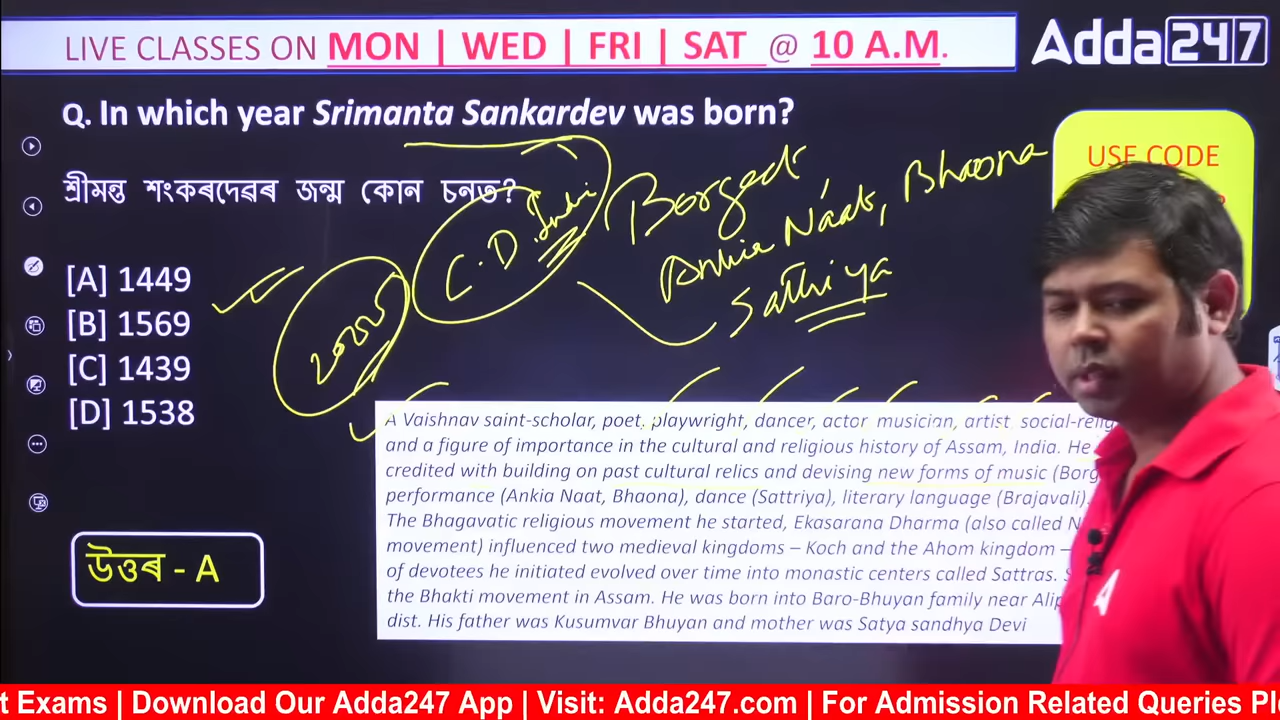 LIVE CLASSES ON MON | WED | FRI | SAT @ 10 A.M.
Adda247
Q. In which year Srimanta Sankardev was born?
USE CODE
শ্ৰীমন্ত শংকৰদেৱৰ জন্ম কোন চনত?
C.D. India
Borgeet
Ankia Naat, Bhaona
Sathiya
[A] 1449
[B] 1569
[C] 1439
[D] 1538
A Vaishnav saint-scholar, poet, playwright, dancer, actor musician, artist social-relig
and a figure of importance in the cultural and religious history of Assam, India. He
credited with building on past cultural relics and devising new forms of music (Borg
performance (Ankia Naat, Bhaona), dance (Sattriya), literary language (Brajavali).
The Bhagavatic religious movement he started, Ekasarana Dharma (also called N
movement) influenced two medieval kingdoms – Koch and the Ahom kingdom –
of devotees he initiated evolved over time into monastic centers called Sattras. S
the Bhakti movement in Assam. He was born into Baro-Bhuyan family near Alip
dist. His father was Kusumvar Bhuyan and mother was Satya sandhya Devi
উত্তৰ - A
t Exams | Download Our Adda247 App | Visit: Adda247.com | For Admission Related Queries Pl